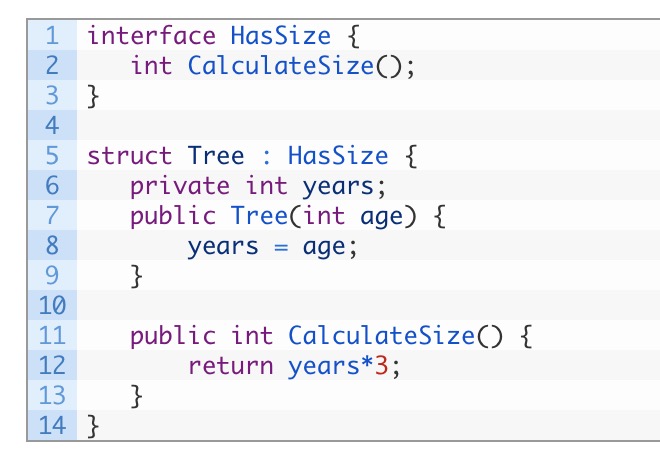 1 interface HasSize {
2    int CalculateSize();
3 }
4
5 struct Tree : HasSize {
6    private int years;
7    public Tree(int age) {
8        years = age;
9    }
10
11    public int CalculateSize() {
12        return years*3;
13    }
14 }